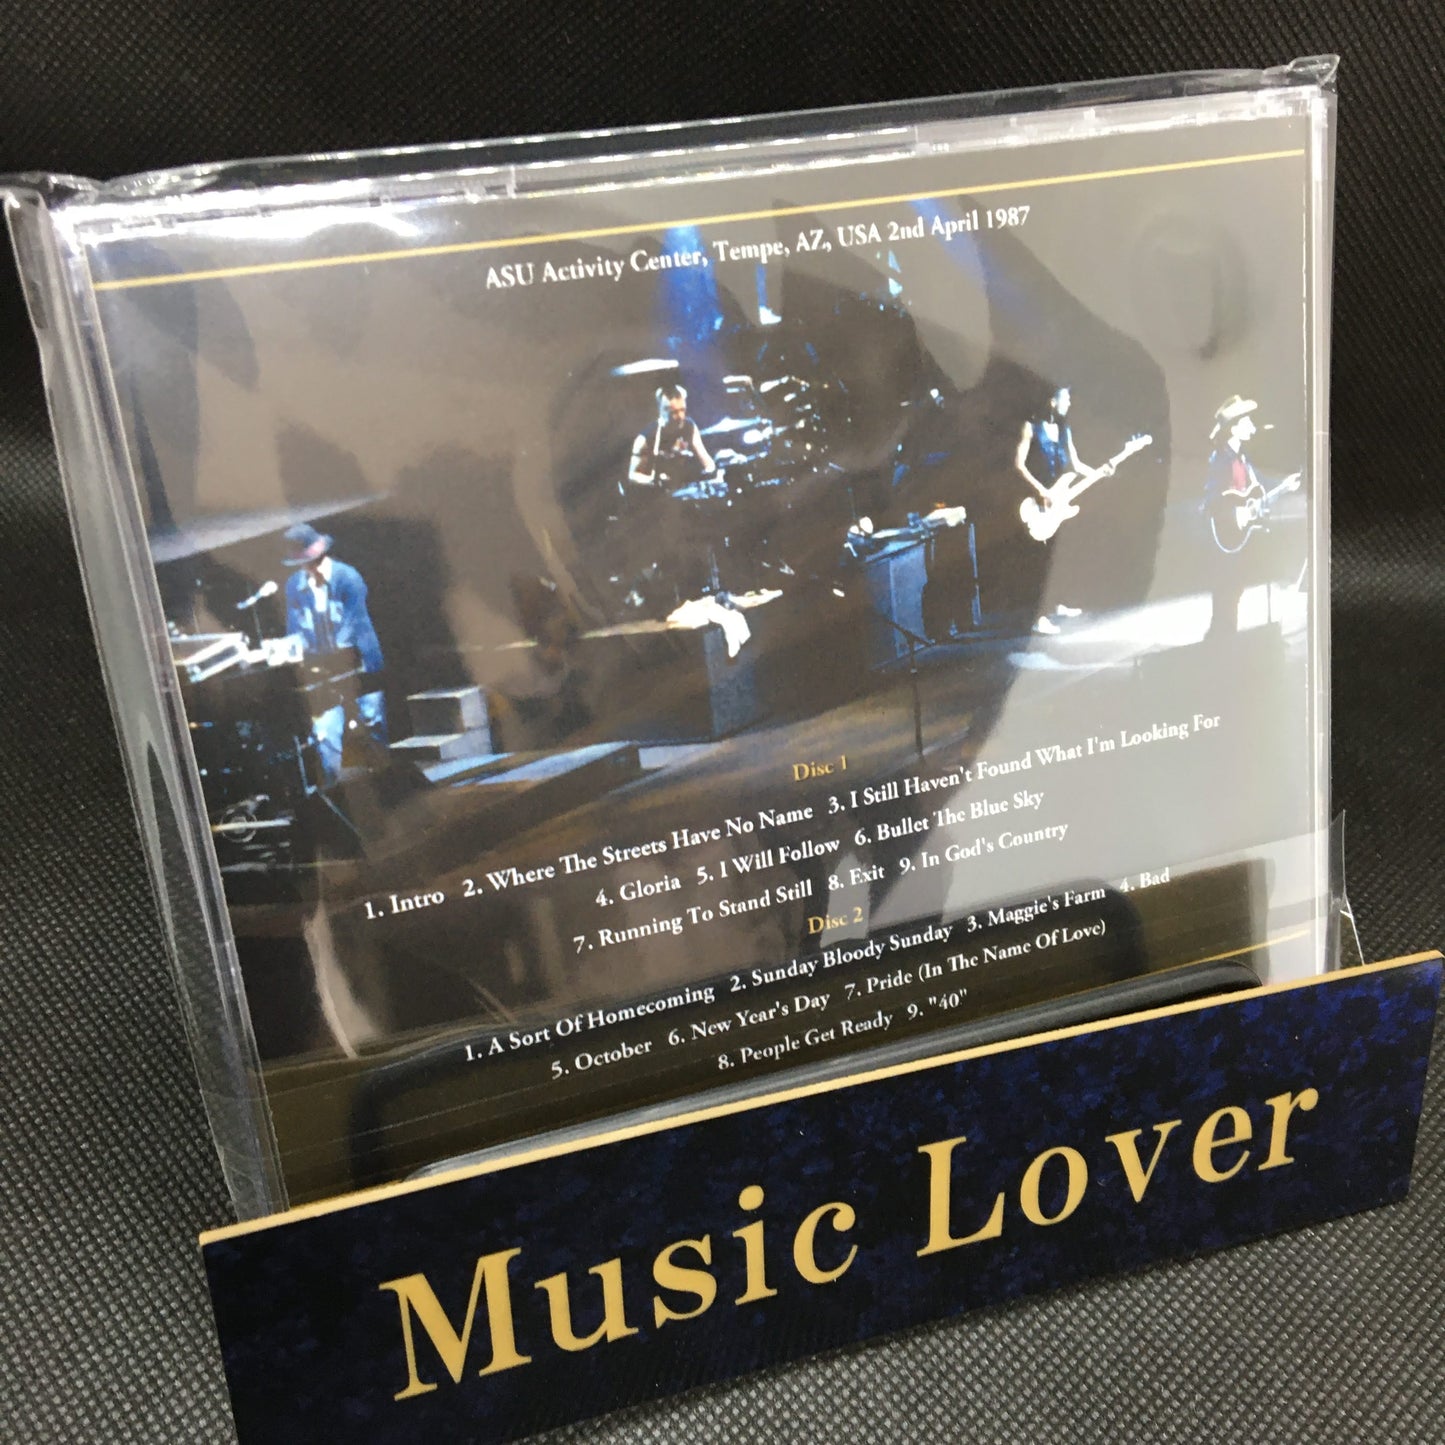 ASU Activity Center, Tempe, AZ, USA 2nd April 1987
Disc 1
1. Intro 2. Where The Streets Have No Name 3. I Still Haven't Found What I'm Looking For
4. Gloria 5. I Will Follow 6. Bullet The Blue Sky
7. Running To Stand Still 8. Exit 9. In God's Country
Disc 2
1. A Sort Of Homecoming 2. Sunday Bloody Sunday 3. Maggie's Farm 4. Bad
5. October 6. New Year's Day 7. Pride (In The Name Of Love)
8. People Get Ready 9. "40"
Music Lover